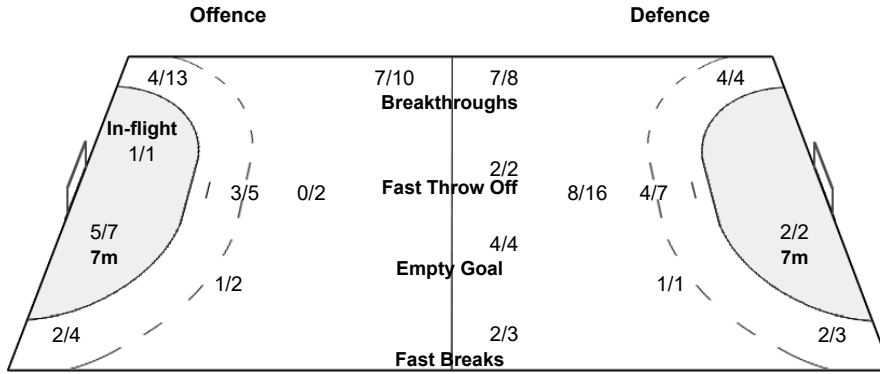 Offence Defence
4/13 7/10 7/8 4/4
Breakthroughs
In-flight
1/1
2/2
3/5 0/2 Fast Throw Off 8/16 4/7
5/7 4/4 2/2
7m Empty Goal 7m
1/2 1/1
2/4 2/3 2/3
Fast Breaks